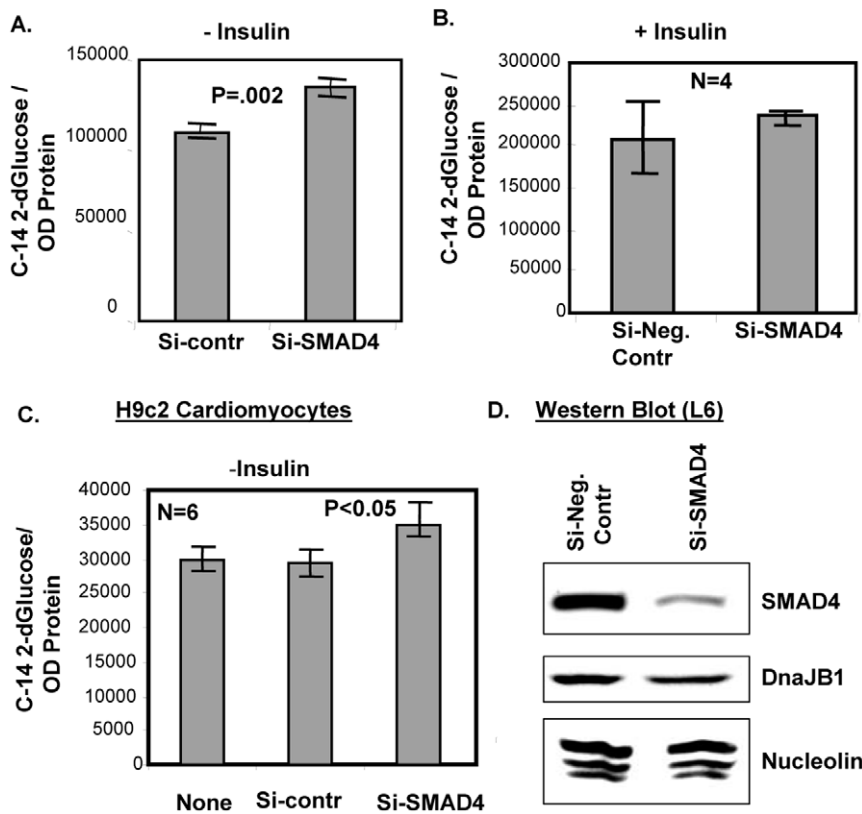 A.
- Insulin
C-14 2-dGlucose /
OD Protein
150000
100000
50000
0
P=.002
Si-contr
Si-SMAD4
B.
+ Insulin
C-14 2-dGlucose /
OD Protein
300000
250000
200000
150000
200000
100000
50000
0
N=4
Si-Neg.
Contr
Si-SMAD4
C.
H9c2 Cardiomyocytes
-Insulin
C-14 2-dGlucose/
OD Protein
40000
35000
30000
25000
20000
15000
10000
5000
0
N=6
P<0.05
None
Si-contr
Si-SMAD4
D.
Western Blot (L6)
Si-Neg.
Contr
Si-SMAD4
SMAD4
DnaJB1
Nucleolin